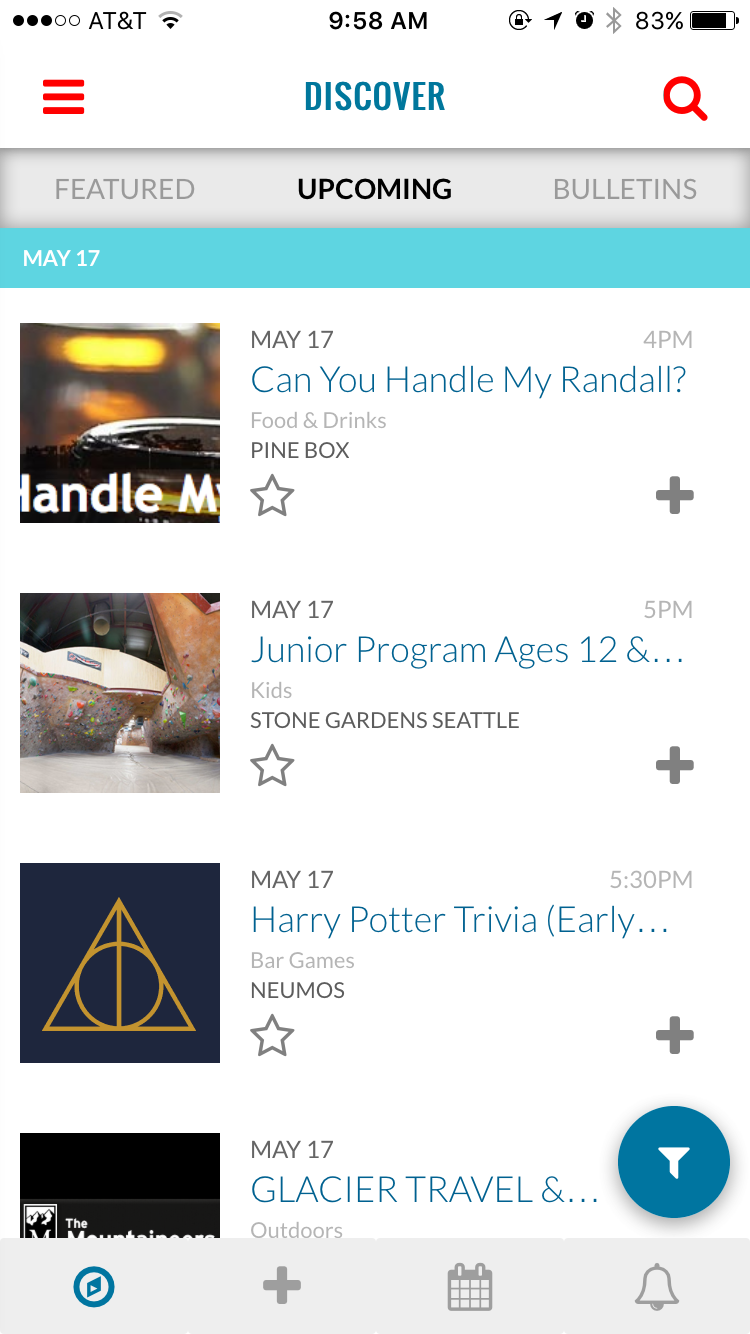 AT&T 9:58 AM 83%
DISCOVER
FEATURED UPCOMING BULLETINS
MAY 17
MAY 17 4PM
Can You Handle My Randall?
Food & Drinks
PINE BOX
Handle My
MAY 17 5PM
Junior Program Ages 12 &...
Kids
STONE GARDENS SEATTLE
MAY 17 5:30PM
Harry Potter Trivia (Early...
Bar Games
NEUMOS
MAY 17
GLACIER TRAVEL &...
Outdoors
The
Mountaineers